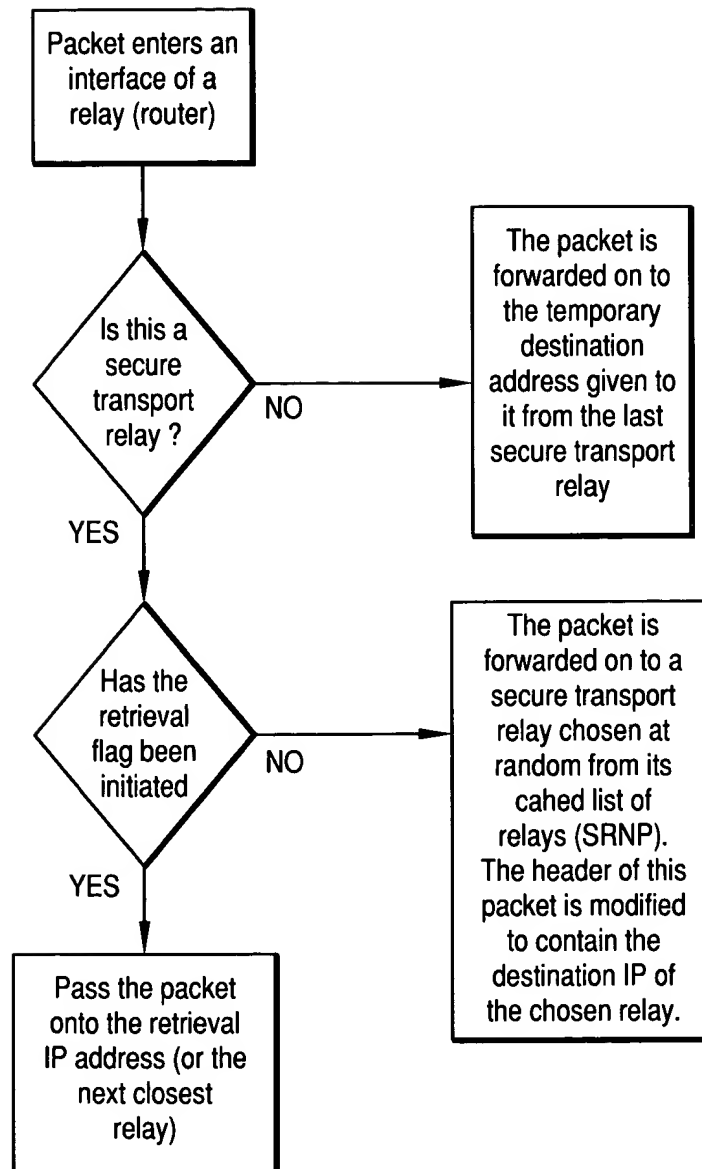 Packet enters an
interface of a
relay (router)
Is this a
secure
transport
relay ?
NO
YES
The packet is
forwarded on to
the temporary
destination
address given to
it from the last
secure transport
relay
Has the
retrieval
flag been
initiated
NO
YES
The packet is
forwarded on to a
secure transport
relay chosen at
random from its
cahed list of
relays (SRNP).
The header of this
packet is modified
to contain the
destination IP of
the chosen relay.
Pass the packet
onto the retrieval
IP address (or the
next closest
relay)